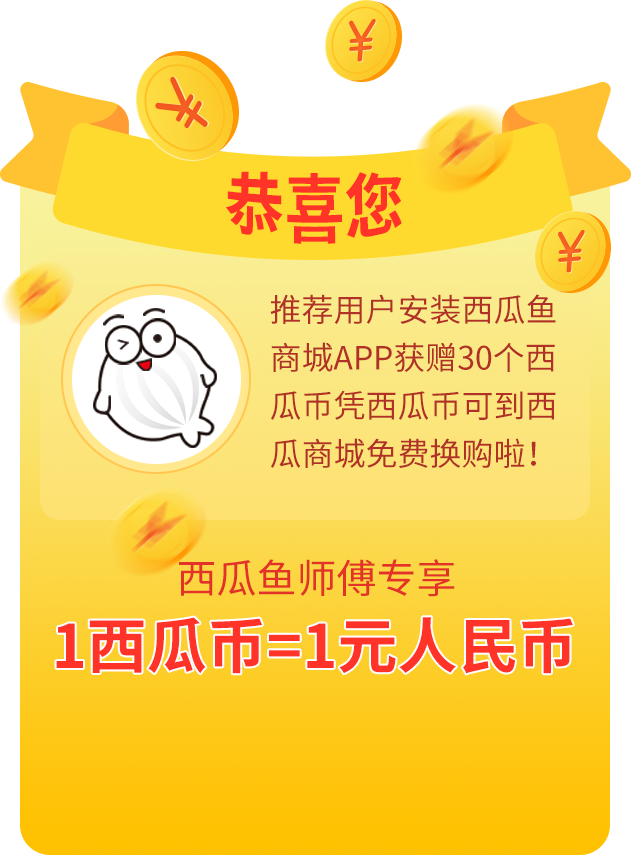 恭喜您
推荐用户安装西瓜鱼
商城APP获赠30个西
瓜币凭西瓜币可到西
瓜商城免费换购啦！
西瓜鱼师傅专享
1西瓜币=1元人民币